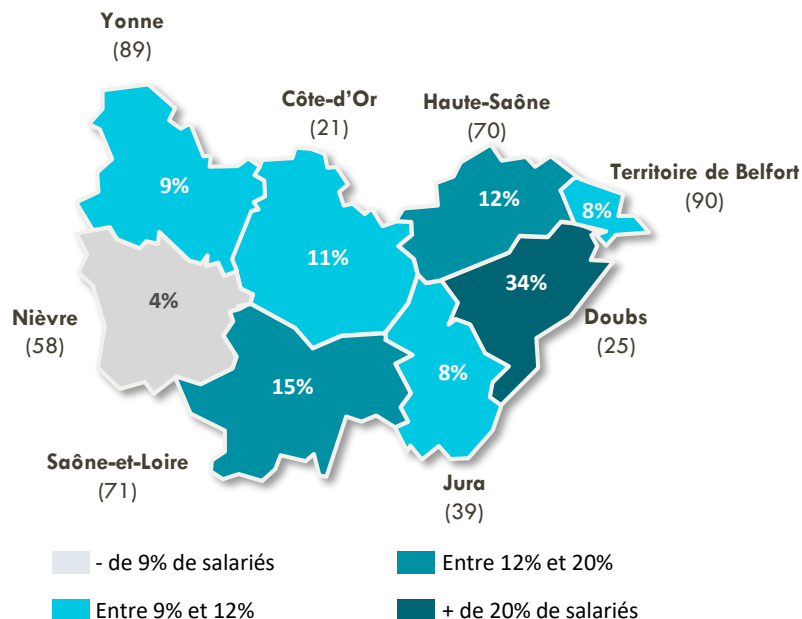 Yonne
(89)
Côte-d'Or
(21)
Haute-Saône
(70)
Territoire de Belfort
(90)
9%
12%
8%
11%
34%
4%
Nièvre
(58)
Doubs
(25)
15%
8%
Saône-et-Loire
(71)
Jura
(39)
- de 9% de salariés
Entre 12% et 20%
Entre 9% et 12%
+ de 20% de salariés